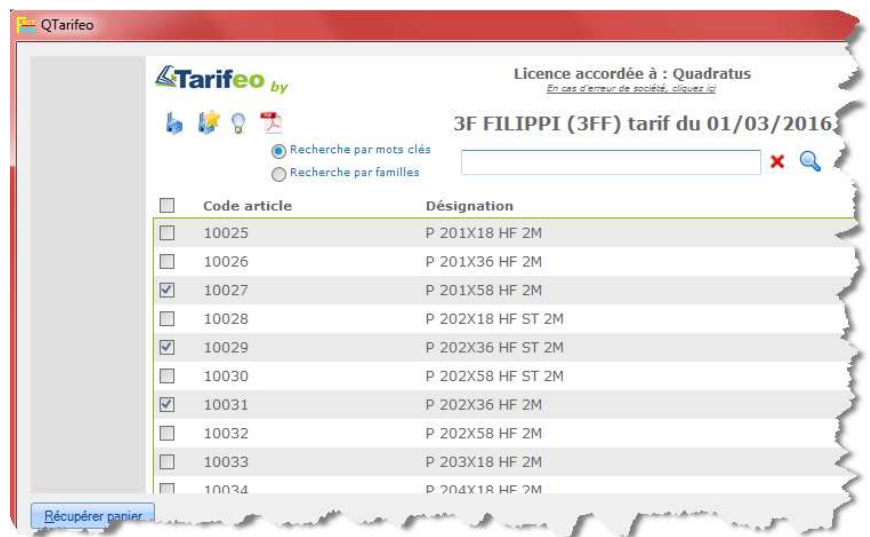 QTarifeo
Tarifeo by
Licence accordée à : Quadratus
En cas d'erreur de société, cliquez ici
3F FILIPPI (3FF) tarif du 01/03/2016
Recherche par mots clés
Recherche par familles
Code article Désignation
10025 P 201X18 HF 2M
10026 P 201X36 HF 2M
10027 P 201X58 HF 2M
10028 P 202X18 HF ST 2M
10029 P 202X36 HF ST 2M
10030 P 202X58 HF ST 2M
10031 P 202X36 HF 2M
10032 P 202X58 HF 2M
10033 P 203X18 HF 2M
10034 P 204X18 HF 2M
Récupérer panier